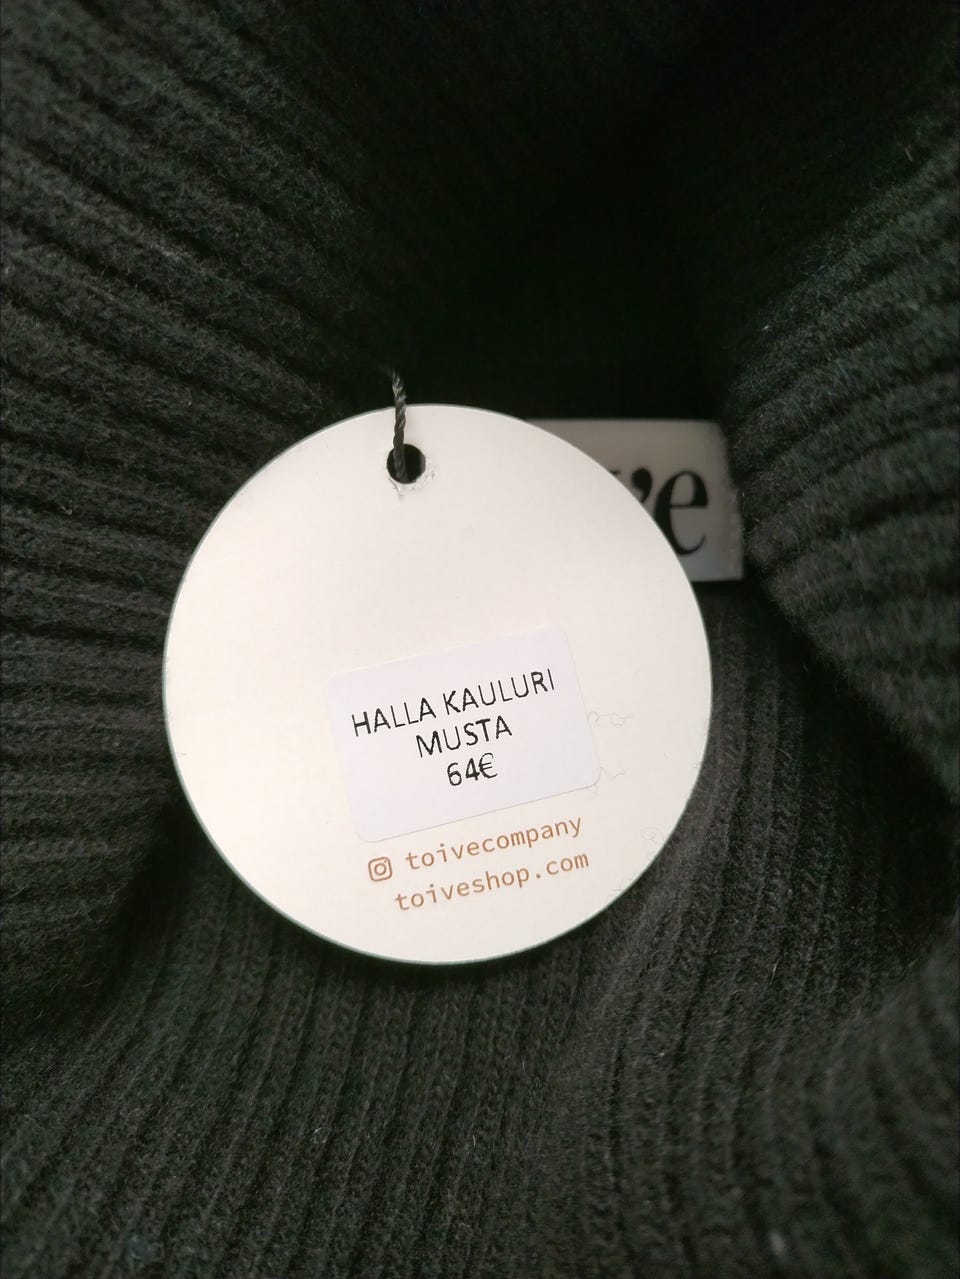 HALLA KAULURI
MUSTA
64€
toivecompany
toiveshop.com